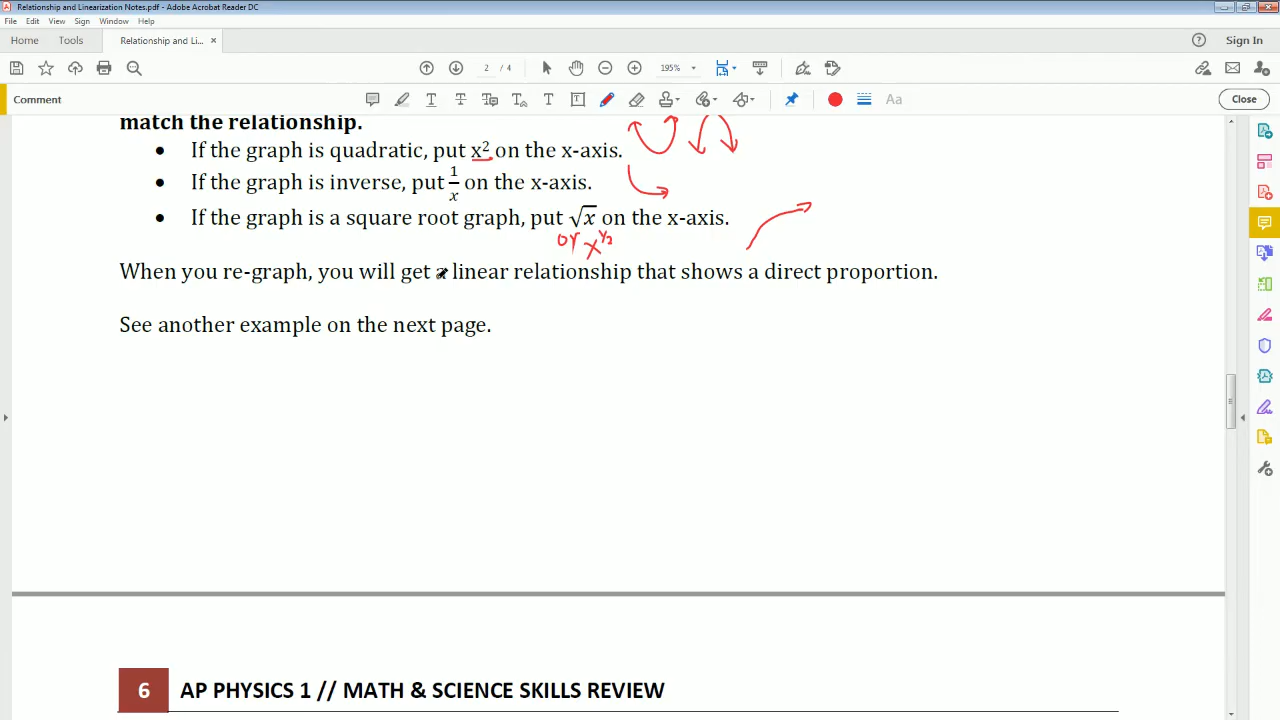 Relationship and Linearization Notes.pdf - Adobe Acrobat Reader DC
File Edit View Sign Window Help
Home Tools Relationship and Li... × Sign In
2 / 4 195%
Comment Aa Close
match the relationship.
• If the graph is quadratic, put x² on the x-axis.
• If the graph is inverse, put 1/x on the x-axis.
• If the graph is a square root graph, put √x on the x-axis.
or x^1/2
When you re-graph, you will get a linear relationship that shows a direct proportion.
See another example on the next page.
6 AP PHYSICS 1 // MATH & SCIENCE SKILLS REVIEW